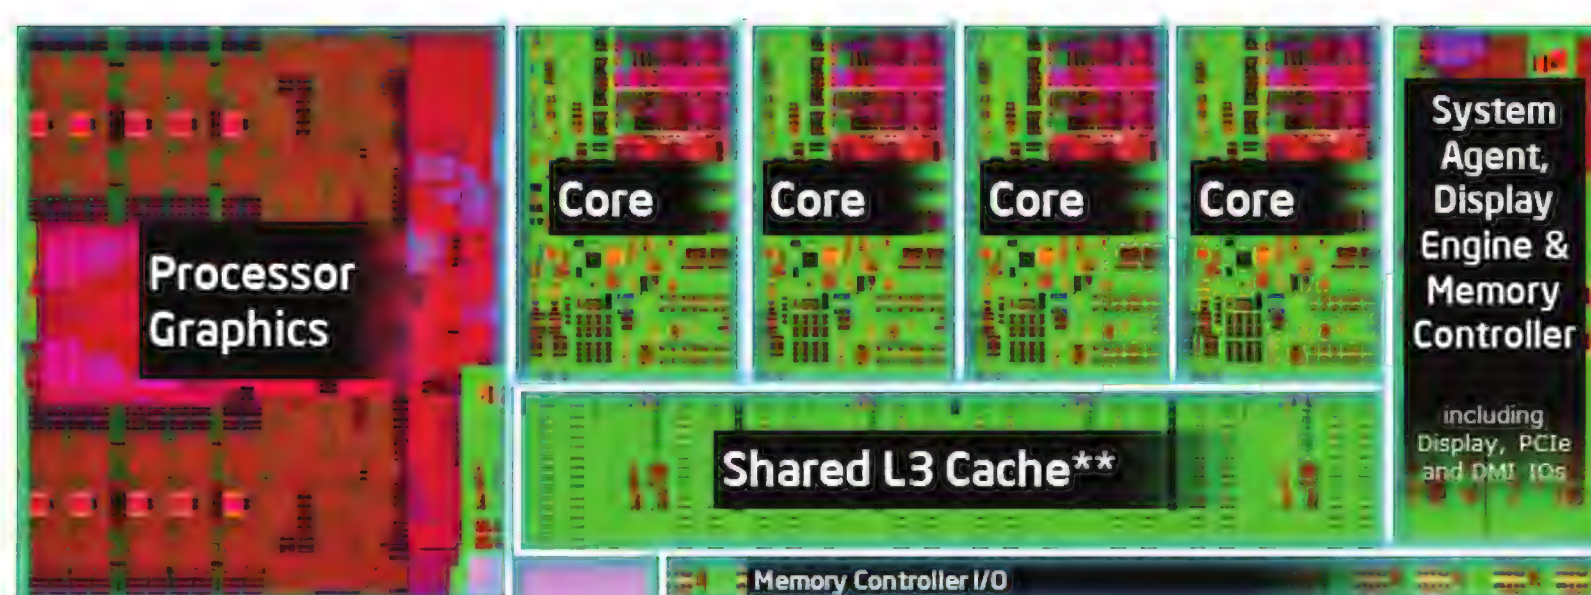 Processor
Graphics
Core
Core
Core
Core
System
Agent,
Display
Engine &
Memory
Controller
including
Display, PCIe
and DMI IOs
Shared L3 Cache**
Memory Controller I/O